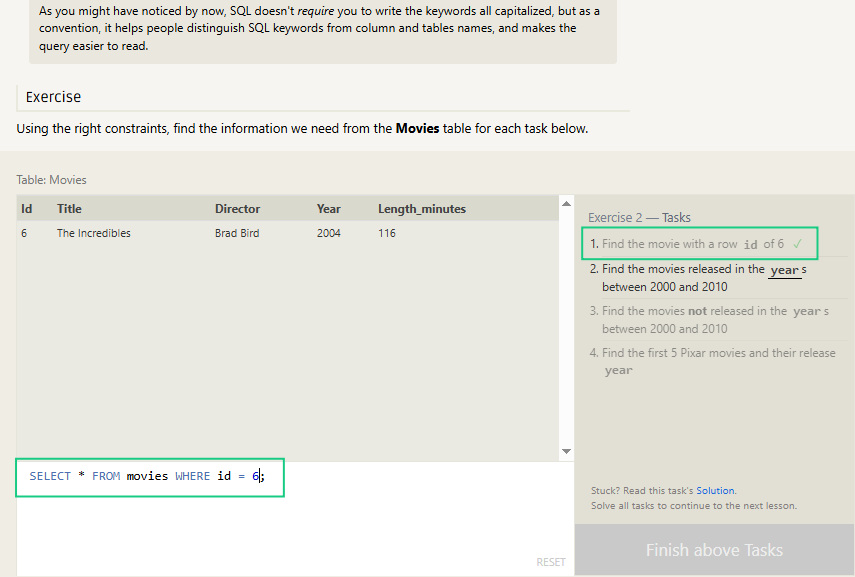 As you might have noticed by now, SQL doesn't require you to write the keywords all capitalized, but as a
convention, it helps people distinguish SQL keywords from column and tables names, and makes the
query easier to read.
Exercise
Using the right constraints, find the information we need from the Movies table for each task below.
Table: Movies
Id Title Director Year Length_minutes
6 The Incredibles Brad Bird 2004 116
SELECT * FROM movies WHERE id = 6;
RESET
Exercise 2 — Tasks
1. Find the movie with a row id of 6 ✓
2. Find the movies released in the years
between 2000 and 2010
3. Find the movies not released in the years
between 2000 and 2010
4. Find the first 5 Pixar movies and their release
year
Stuck? Read this task's Solution.
Solve all tasks to continue to the next lesson.
Finish above Tasks